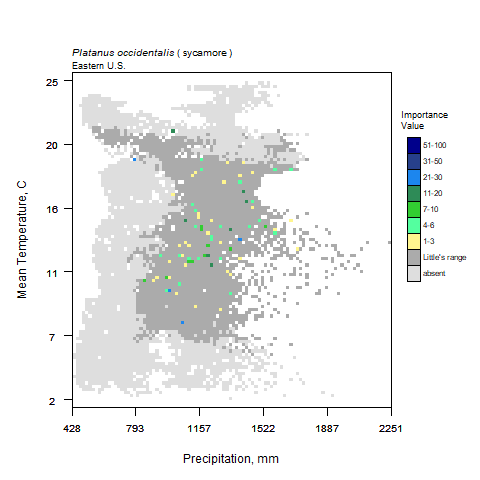 Platanus occidentalis ( sycamore )
Eastern U.S.
25
20
16
11
7
2
Mean Temperature, C
428 793 1157 1522 1887 2251
Precipitation, mm
Importance
Value
51-100
31-50
21-30
11-20
7-10
4-6
1-3
Little's range
absent